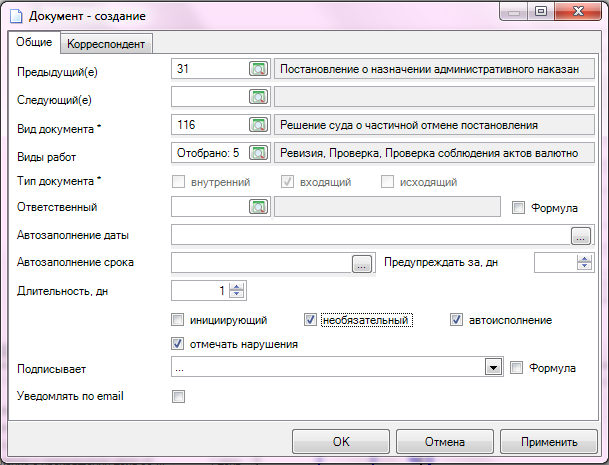 Документ - создание
Общие Корреспондент
Предыдущий(е) 31 Постановление о назначении административного наказан
Следующий(е)
Вид документа * 116 Решение суда о частичной отмене постановления
Виды работ Отобрано: 5 Ревизия, Проверка, Проверка соблюдения актов валютно
Тип документа * внутренний входящий исходящий
Ответственный Формула
Автозаполнение даты ...
Автозаполнение срока ... Предупреждать за, дн
Длительность, дн 1
инициирующий необязательный автоисполнение
отмечать нарушения
Подписывает ... Формула
Уведомлять по email
OK Отмена Применить